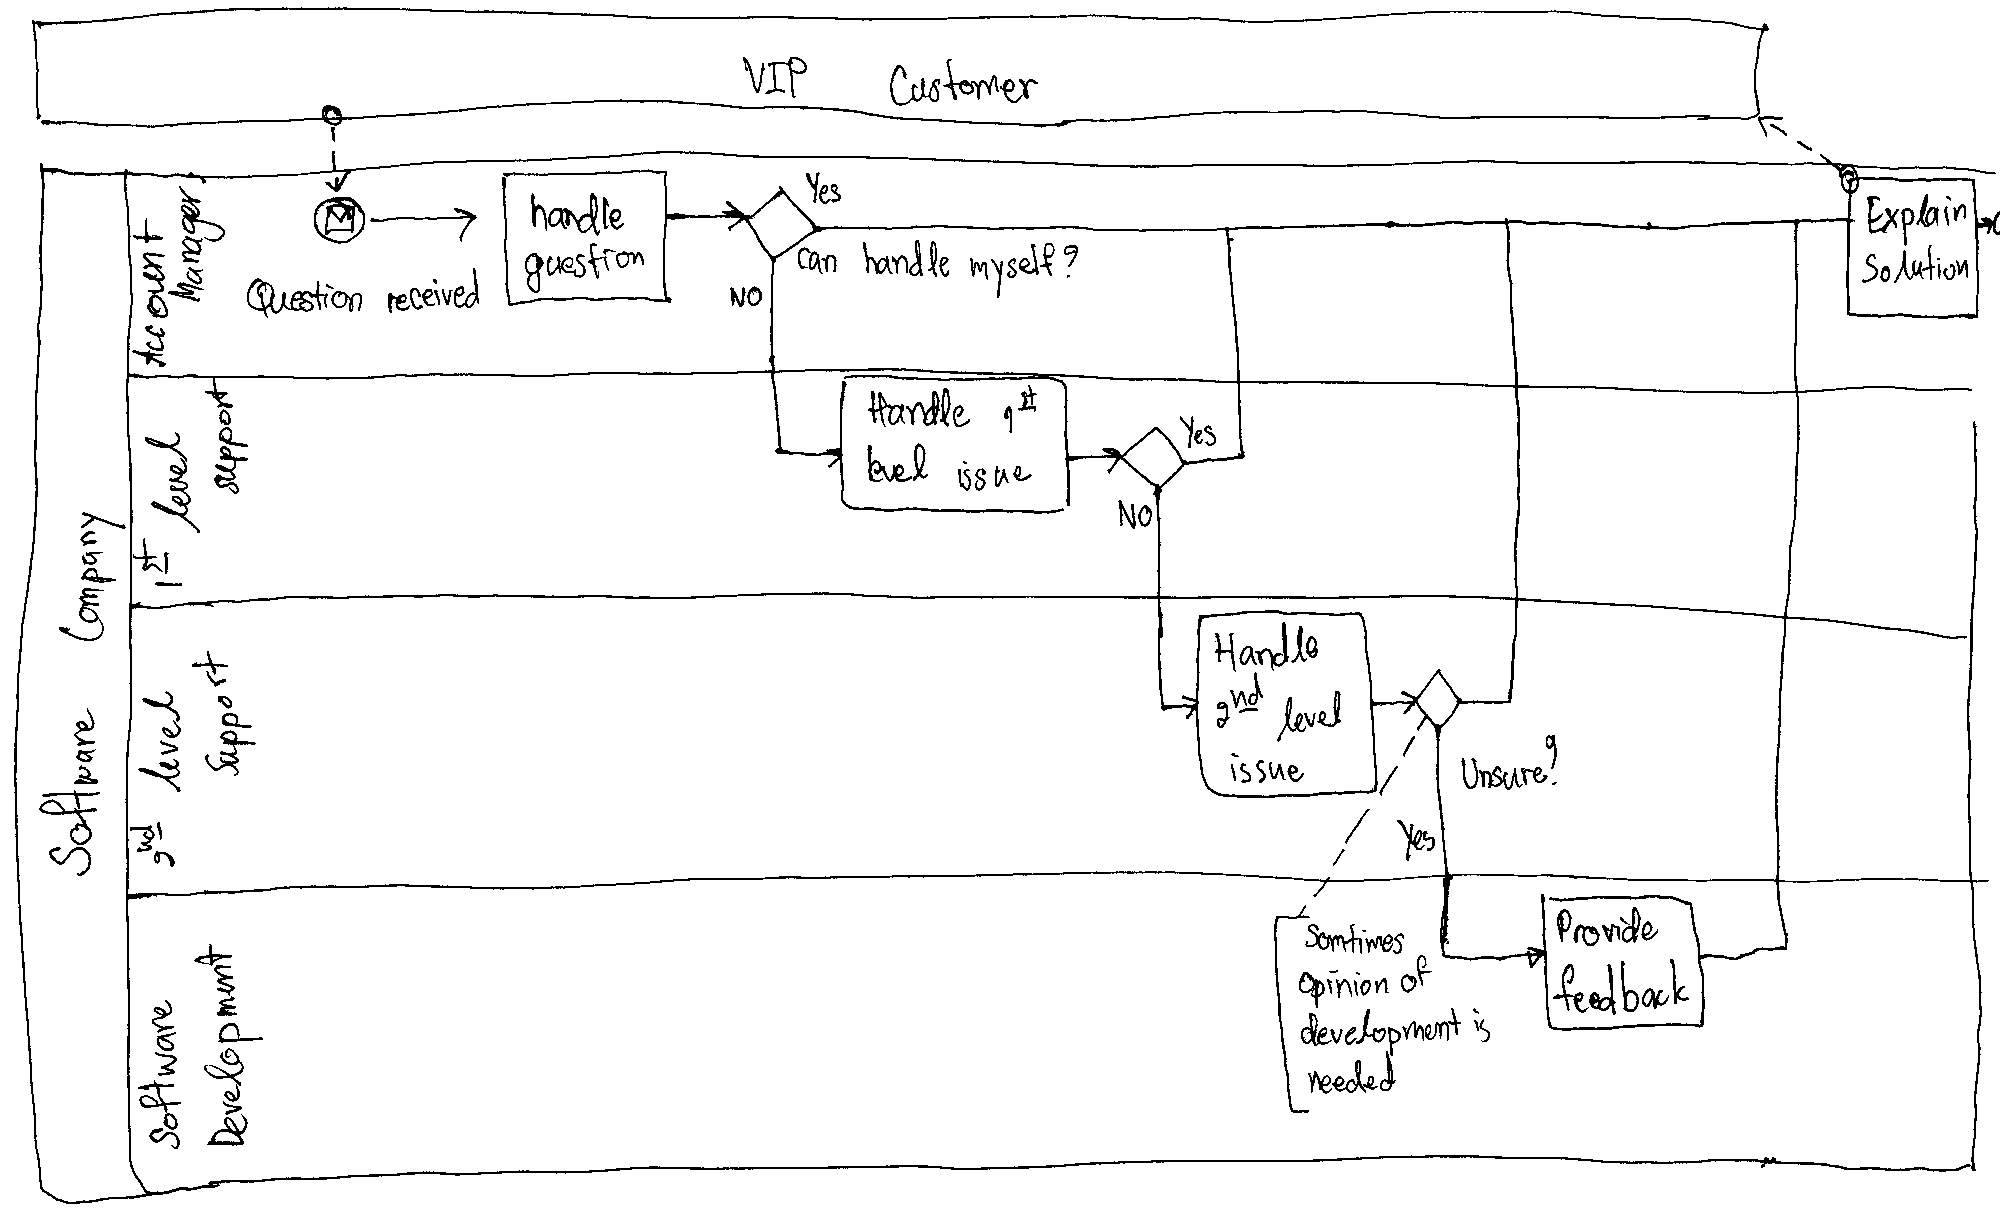 VIP Customer
Software Company
Account
Manager
Question received
handle
question
Yes
can handle myself?
NO
Explain
Solution
1st level
support
Handle 1st
level issue
Yes
NO
2nd level
Support
Handle
2nd level
issue
Unsure?
Yes
Software
Development
Somtimes
opinion of
development is
needed
Provide
feedback